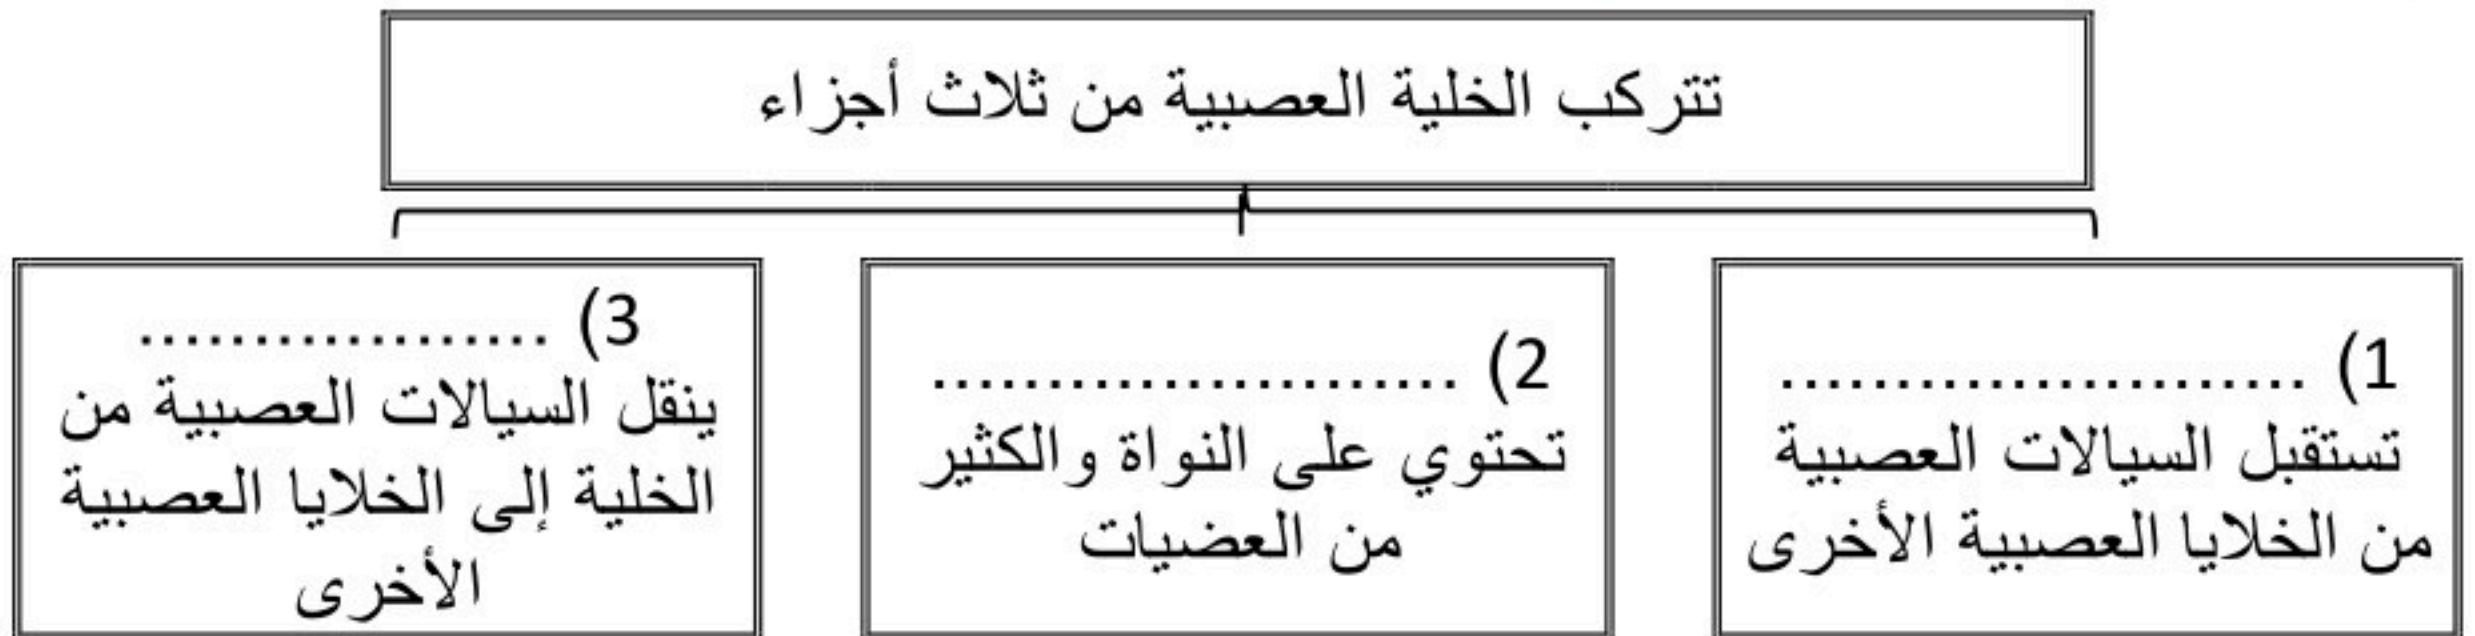 تتركب الخلية العصبية من ثلاث أجزاء
1) .......................
تستقبل السيالات العصبية
من الخلايا العصبية الأخرى
2) .......................
تحتوي على النواة والكثير
من العضيات
3) ..................
ينقل السيالات العصبية من
الخلية إلى الخلايا العصبية
الأخرى